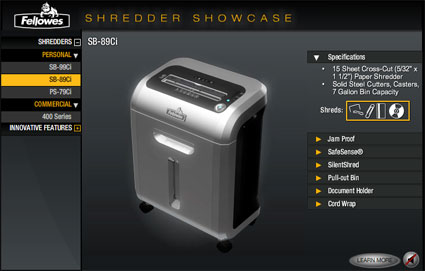 Fellowes
SHREDDER SHOWCASE
SHREDDERS
PERSONAL
SB-99Ci
SB-89Ci
PS-79Ci
COMMERCIAL
400 Series
INNOVATIVE FEATURES
SB-89Ci
Fellowes
Specifications
• 15 Sheet Cross-Cut (5/32" x
1 1/2") Paper Shredder
• Solid Steel Cutters, Casters,
7 Gallon Bin Capacity
Shreds:
Jam Proof
SafeSense®
SilentShred
Pull-out Bin
Document Holder
Cord Wrap
LEARN MORE